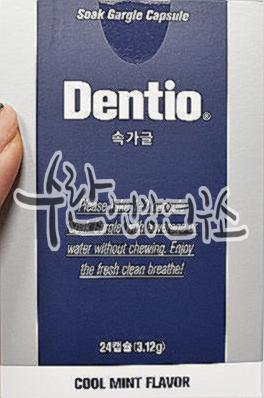 Soak Gargle Capsule
Dentio®
속가글
Please
water without chewing. Enjoy
the fresh clean breathe!
24캡슐(3.12g)
COOL MINT FLAVOR